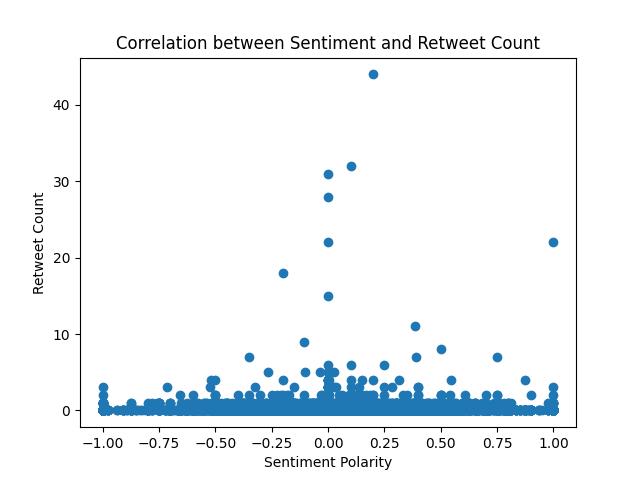 Correlation between Sentiment and Retweet Count
40
30
20
10
0
Retweet Count
−1.00 −0.75 −0.50 −0.25 0.00 0.25 0.50 0.75 1.00
Sentiment Polarity